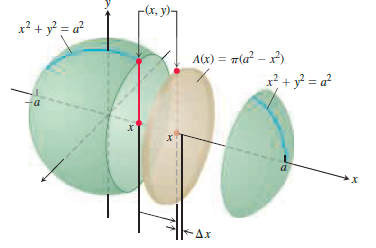 y
(x, y)
x² + y² = a²
A(x) = π(a² − x²)
x² + y² = a²
−a
x
x
a
x
Δx